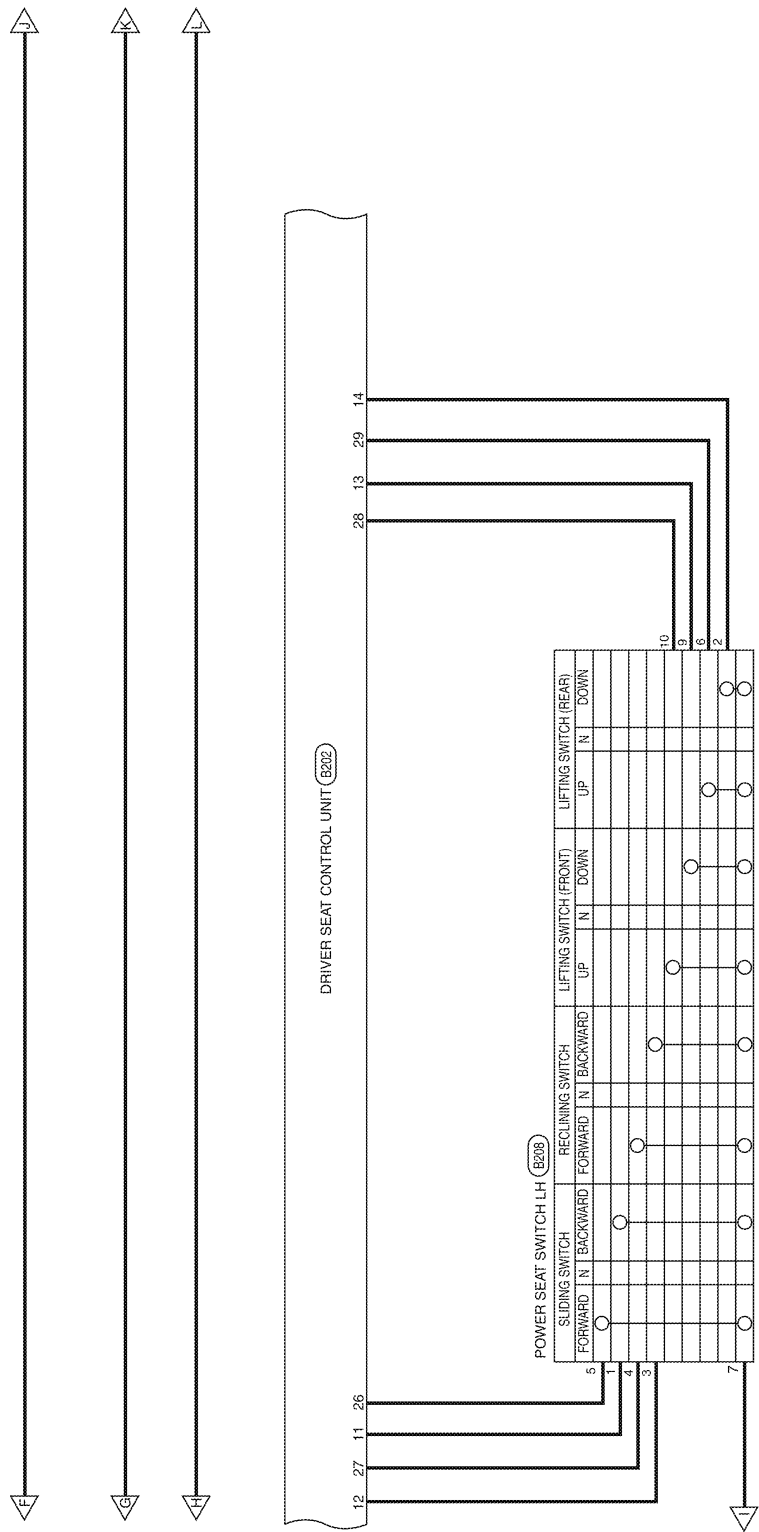 J
K
L
F
G
H
I
DRIVER SEAT CONTROL UNIT B202
12
27
11
26
28
13
29
14
POWER SEAT SWITCH LH B208
SLIDING SWITCH
RECLINING SWITCH
LIFTING SWITCH (FRONT)
LIFTING SWITCH (REAR)
FORWARD N BACKWARD FORWARD N BACKWARD UP N DOWN UP N DOWN
5
1
4
3
7
10
9
6
2